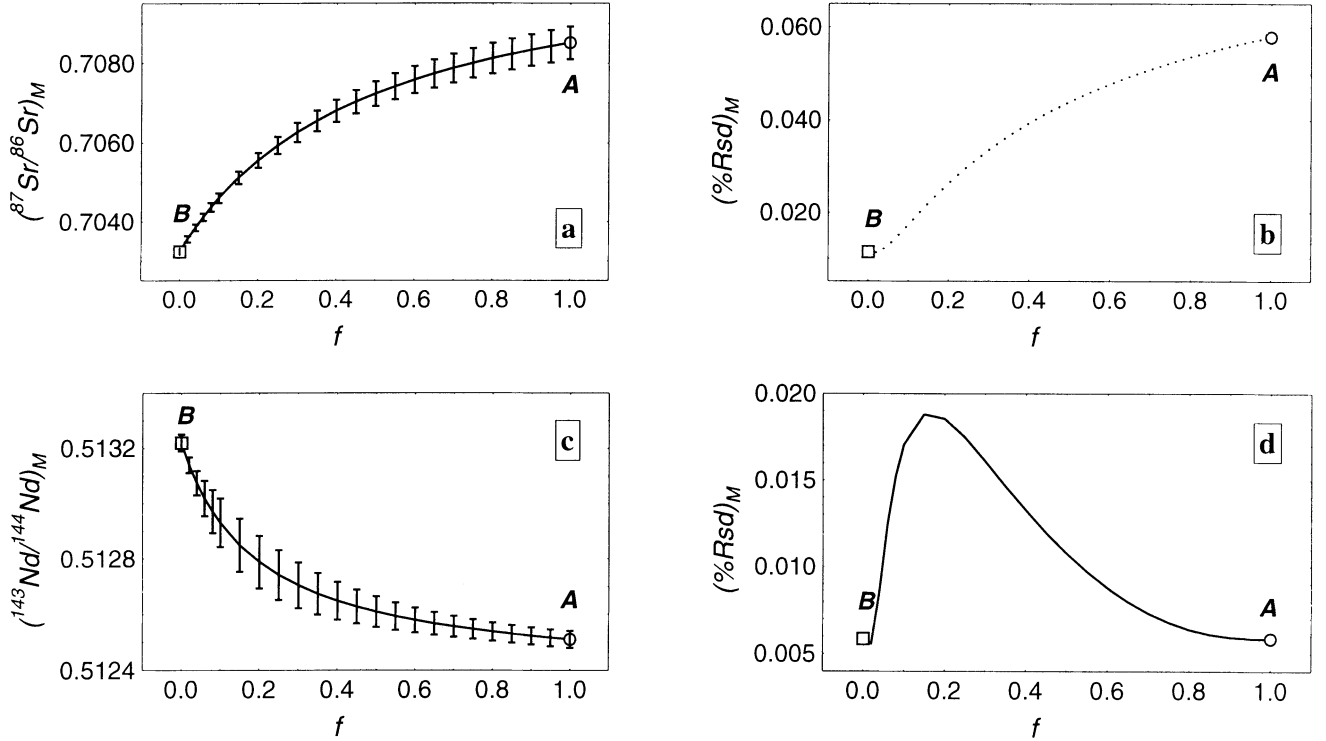 (⁸⁷Sr/⁸⁶Sr)M
0.7080
0.7060
0.7040
B
A
a
0.0 0.2 0.4 0.6 0.8 1.0
f
(%Rsd)M
0.060
0.040
0.020
B
A
b
0.0 0.2 0.4 0.6 0.8 1.0
f
(¹⁴³Nd/¹⁴⁴Nd)M
0.5132
0.5128
0.5124
B
A
c
0.0 0.2 0.4 0.6 0.8 1.0
f
(%Rsd)M
0.020
0.015
0.010
0.005
B
A
d
0.0 0.2 0.4 0.6 0.8 1.0
f